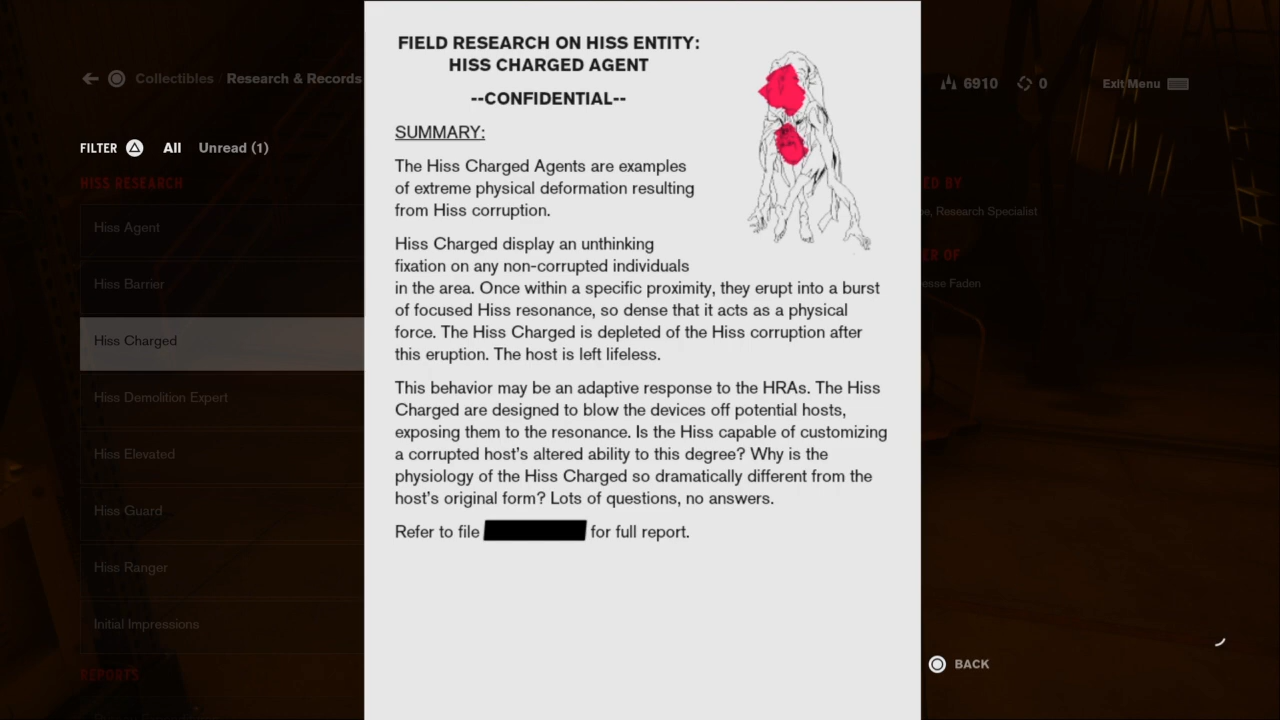 FIELD RESEARCH ON HISS ENTITY:
HISS CHARGED AGENT
--CONFIDENTIAL--
SUMMARY:
The Hiss Charged Agents are examples
of extreme physical deformation resulting
from Hiss corruption.
Hiss Charged display an unthinking
fixation on any non-corrupted individuals
in the area. Once within a specific proximity, they erupt into a burst
of focused Hiss resonance, so dense that it acts as a physical
force. The Hiss Charged is depleted of the Hiss corruption after
this eruption. The host is left lifeless.
This behavior may be an adaptive response to the HRAs. The Hiss
Charged are designed to blow the devices off potential hosts,
exposing them to the resonance. Is the Hiss capable of customizing
a corrupted host's altered ability to this degree? Why is the
physiology of the Hiss Charged so dramatically different from the
host's original form? Lots of questions, no answers.
Refer to file for full report.
Collectibles / Research & Records
6910 0 Exit Menu
FILTER All Unread (1)
HISS RESEARCH
Hiss Agent
Hiss Barrier
Hiss Charged
Hiss Demolition Expert
Hiss Elevated
Hiss Guard
Hiss Ranger
Initial Impressions
REPORTS
BY
Research Specialist
OF
Faden
BACK